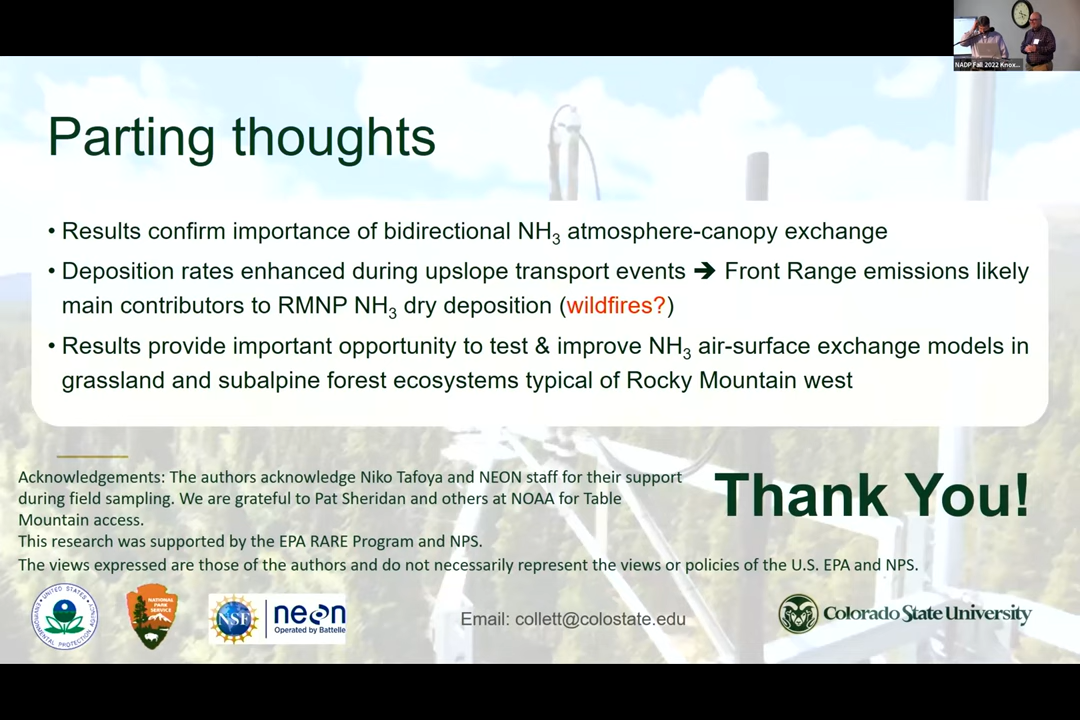 NADP Fall 2022 Knox...
Parting thoughts
• Results confirm importance of bidirectional NH₃ atmosphere-canopy exchange
• Deposition rates enhanced during upslope transport events ➔ Front Range emissions likely
main contributors to RMNP NH₃ dry deposition (wildfires?)
• Results provide important opportunity to test & improve NH₃ air-surface exchange models in
grassland and subalpine forest ecosystems typical of Rocky Mountain west
Acknowledgements: The authors acknowledge Niko Tafoya and NEON staff for their support
during field sampling. We are grateful to Pat Sheridan and others at NOAA for Table
Mountain access.
This research was supported by the EPA RARE Program and NPS.
The views expressed are those of the authors and do not necessarily represent the views or policies of the U.S. EPA and NPS.
Thank You!
UNITED STATES
NATIONAL
PARK
SERVICE
NSF
neon
Operated by Battelle
Email: collett@colostate.edu
Colorado State University